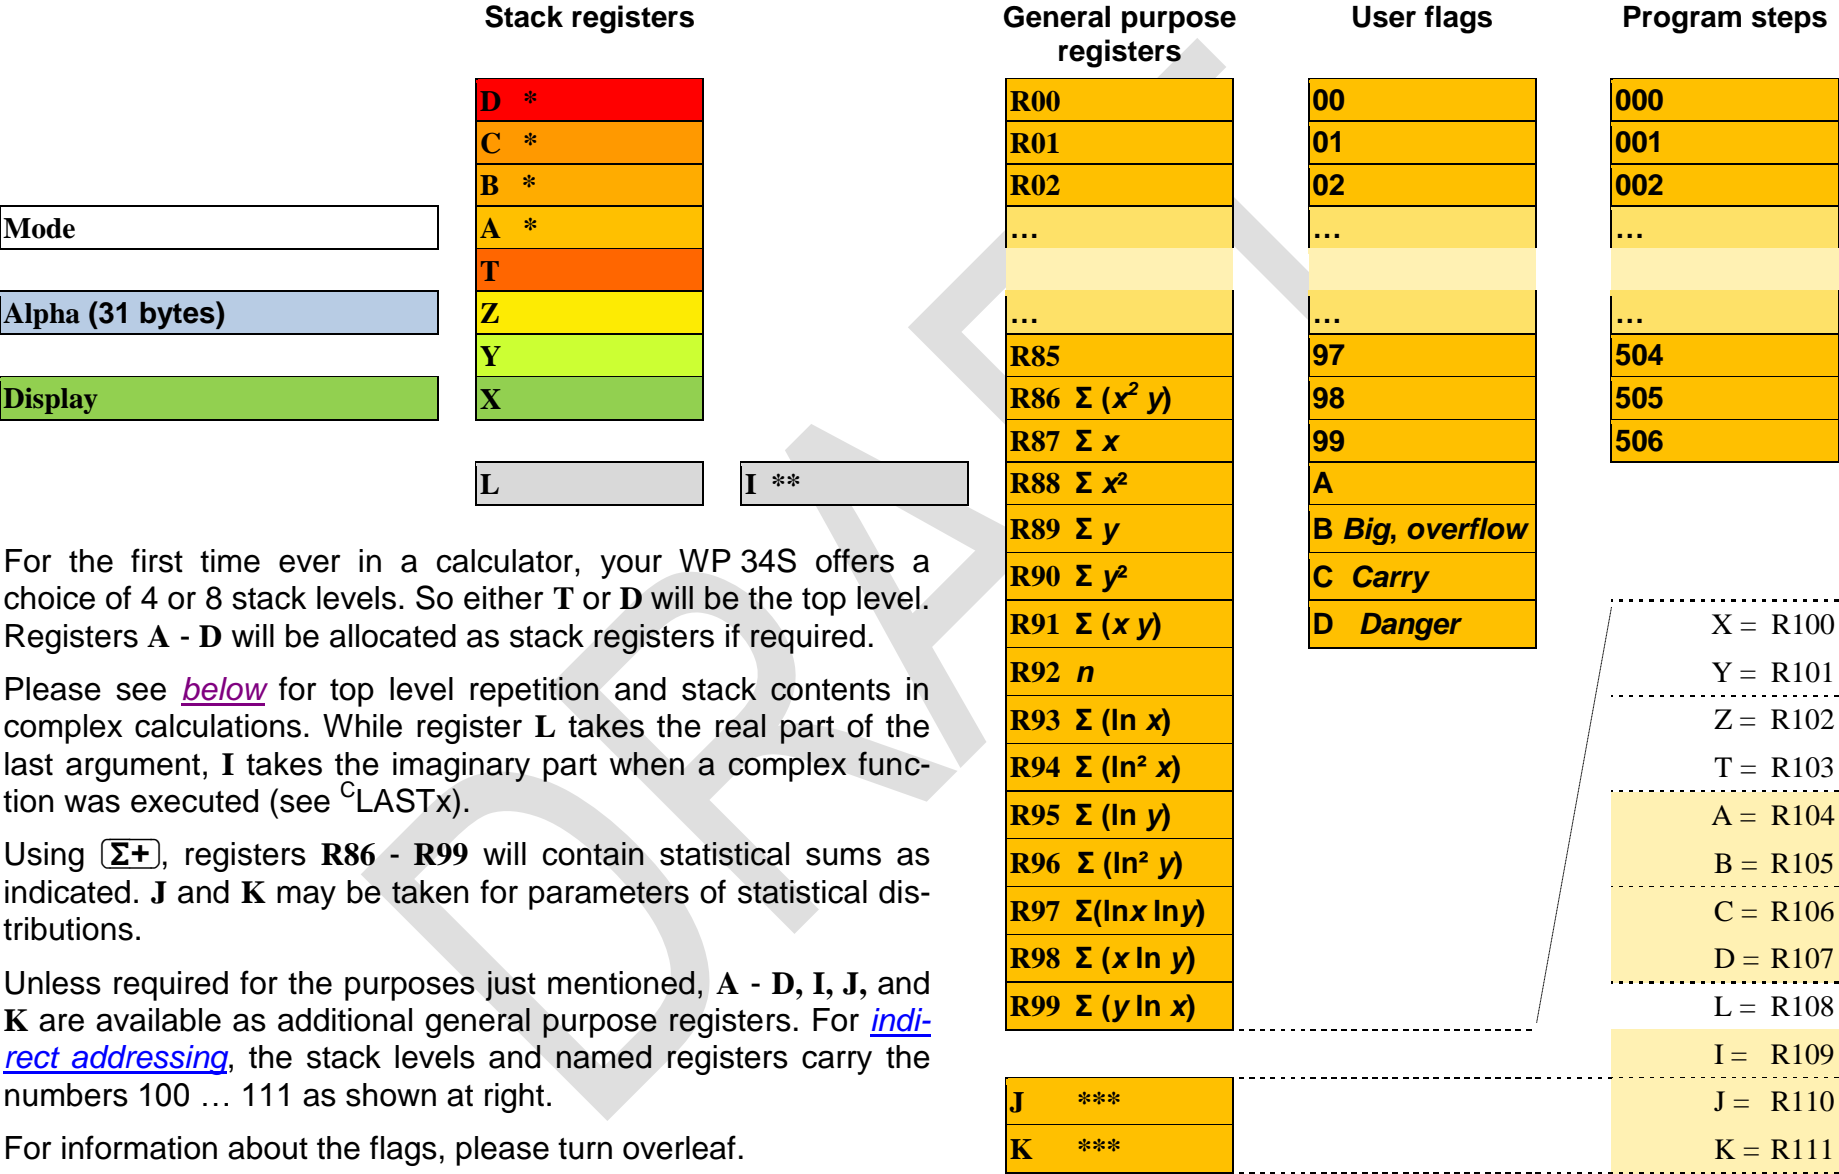 Stack registers
General purpose
registers
User flags
Program steps
D *
C *
B *
A *
T
Z
Y
X
L
I **
Mode
Alpha (31 bytes)
Display
For the first time ever in a calculator, your WP 34S offers a
choice of 4 or 8 stack levels. So either T or D will be the top level.
Registers A - D will be allocated as stack registers if required.
Please see below for top level repetition and stack contents in
complex calculations. While register L takes the real part of the
last argument, I takes the imaginary part when a complex func-
tion was executed (see ᶜLASTx).
Using Σ+, registers R86 - R99 will contain statistical sums as
indicated. J and K may be taken for parameters of statistical dis-
tributions.
Unless required for the purposes just mentioned, A - D, I, J, and
K are available as additional general purpose registers. For indi-
rect addressing, the stack levels and named registers carry the
numbers 100 … 111 as shown at right.
For information about the flags, please turn overleaf.
R00
R01
R02
…
…
R85
R86 Σ (x² y)
R87 Σ x
R88 Σ x²
R89 Σ y
R90 Σ y²
R91 Σ (x y)
R92 n
R93 Σ (ln x)
R94 Σ (ln² x)
R95 Σ (ln y)
R96 Σ (ln² y)
R97 Σ(lnx lny)
R98 Σ (x ln y)
R99 Σ (y ln x)
J ***
K ***
00
01
02
…
…
97
98
99
A
B Big, overflow
C Carry
D Danger
000
001
002
…
…
504
505
506
X = R100
Y = R101
Z = R102
T = R103
A = R104
B = R105
C = R106
D = R107
L = R108
I = R109
J = R110
K = R111
DRAFT